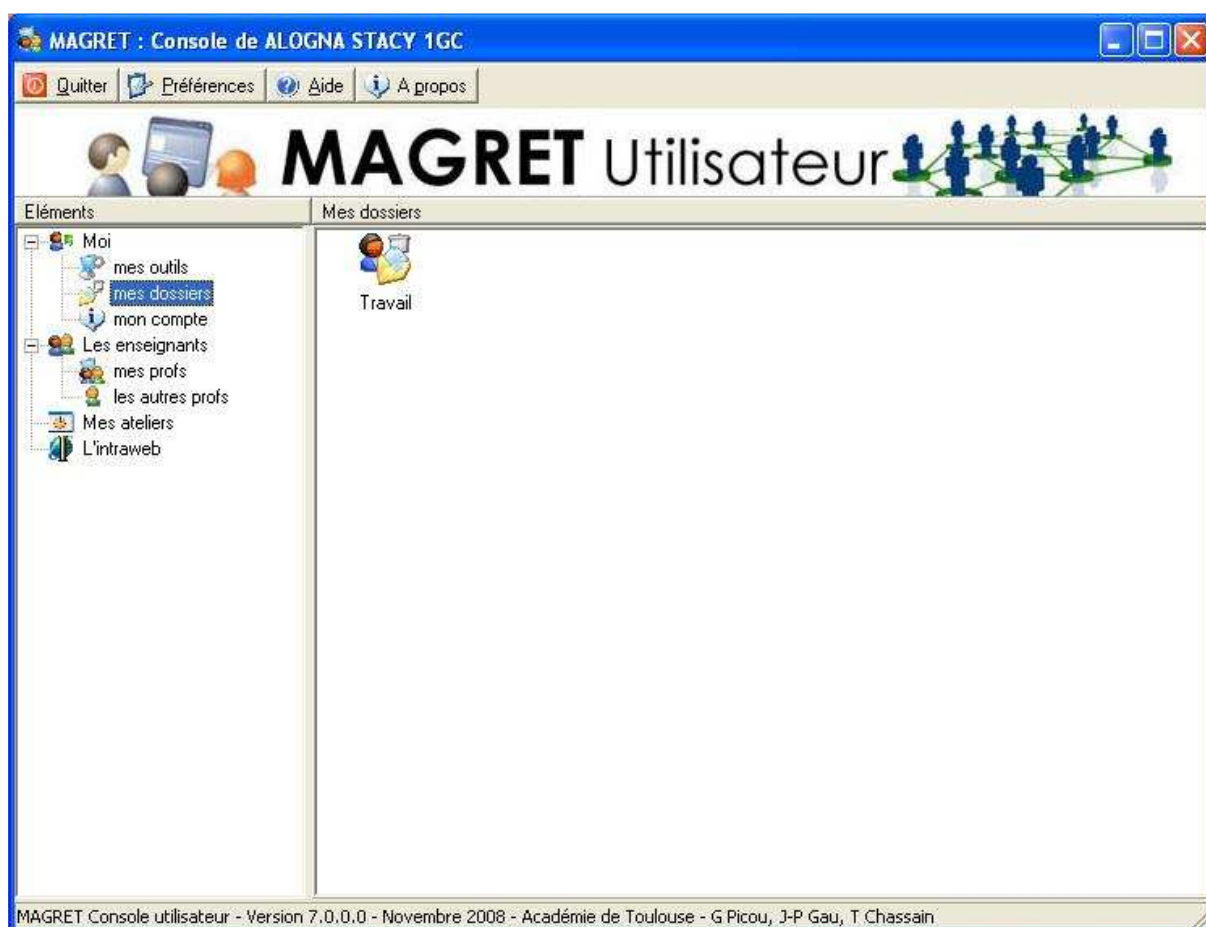 MAGRET : Console de ALOGNA STACY 1GC
Quitter Préférences Aide A propos
MAGRET Utilisateur
Eléments Mes dossiers
Moi
mes outils
mes dossiers
mon compte
Les enseignants
mes profs
les autres profs
Mes ateliers
L'intraweb
Travail
MAGRET Console utilisateur - Version 7.0.0.0 - Novembre 2008 - Académie de Toulouse - G Picou, J-P Gau, T Chassain